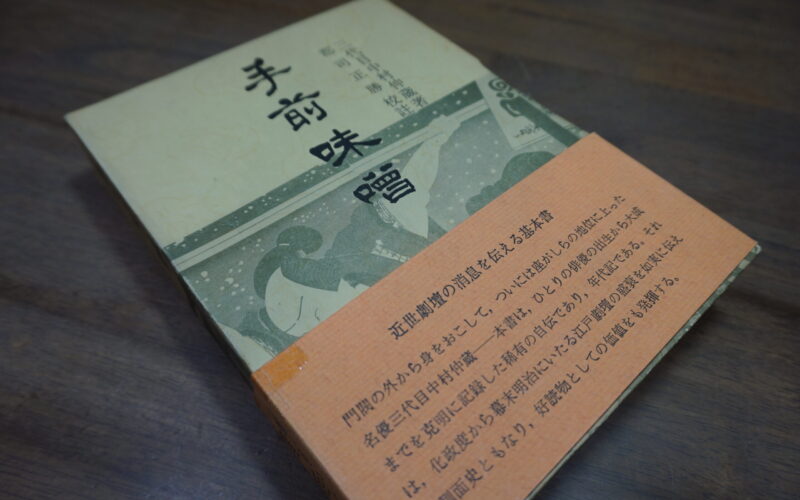 手前味噌
三代目中村仲蔵著
郡司正勝校註
近世劇壇の消息を伝える基本書
門閥の外から身をおこして，ついには座がしらの地位に上った
名優三代目中村仲蔵──本書は，ひとりの俳優の出生から大成
までを克明に記録した稀有の自伝であり，年代記である。それ
は，化政度から幕末明治にいたる江戸劇壇の盛衰を如実に伝え
側面史ともなり，好読物としての価値をも発揮する。